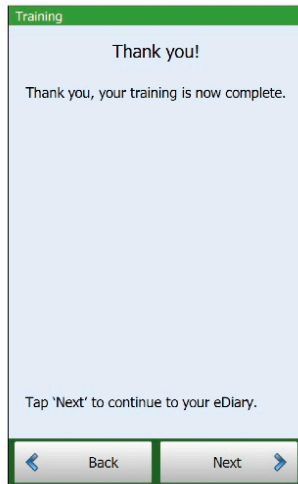 Training
Thank you!
Thank you, your training is now complete.
Tap ‘Next’ to continue to your eDiary.
Back
Next